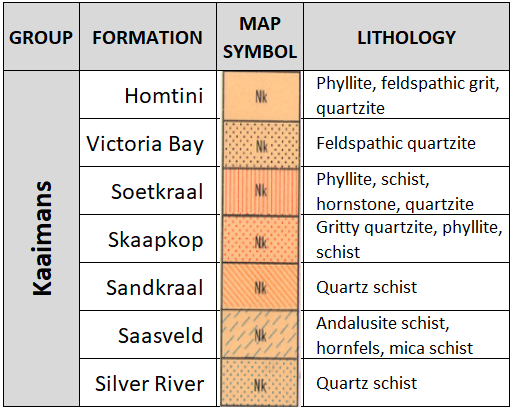 GROUP FORMATION MAP SYMBOL LITHOLOGY
Kaaimans
Homtini Nk Phyllite, feldspathic grit,
quartzite
Victoria Bay Nk Feldspathic quartzite
Soetkraal Nk Phyllite, schist,
hornstone, quartzite
Skaapkop Nk Gritty quartzite, phyllite,
schist
Sandkraal Nk Quartz schist
Saasveld Nk Andalusite schist,
hornfels, mica schist
Silver River Nk Quartz schist